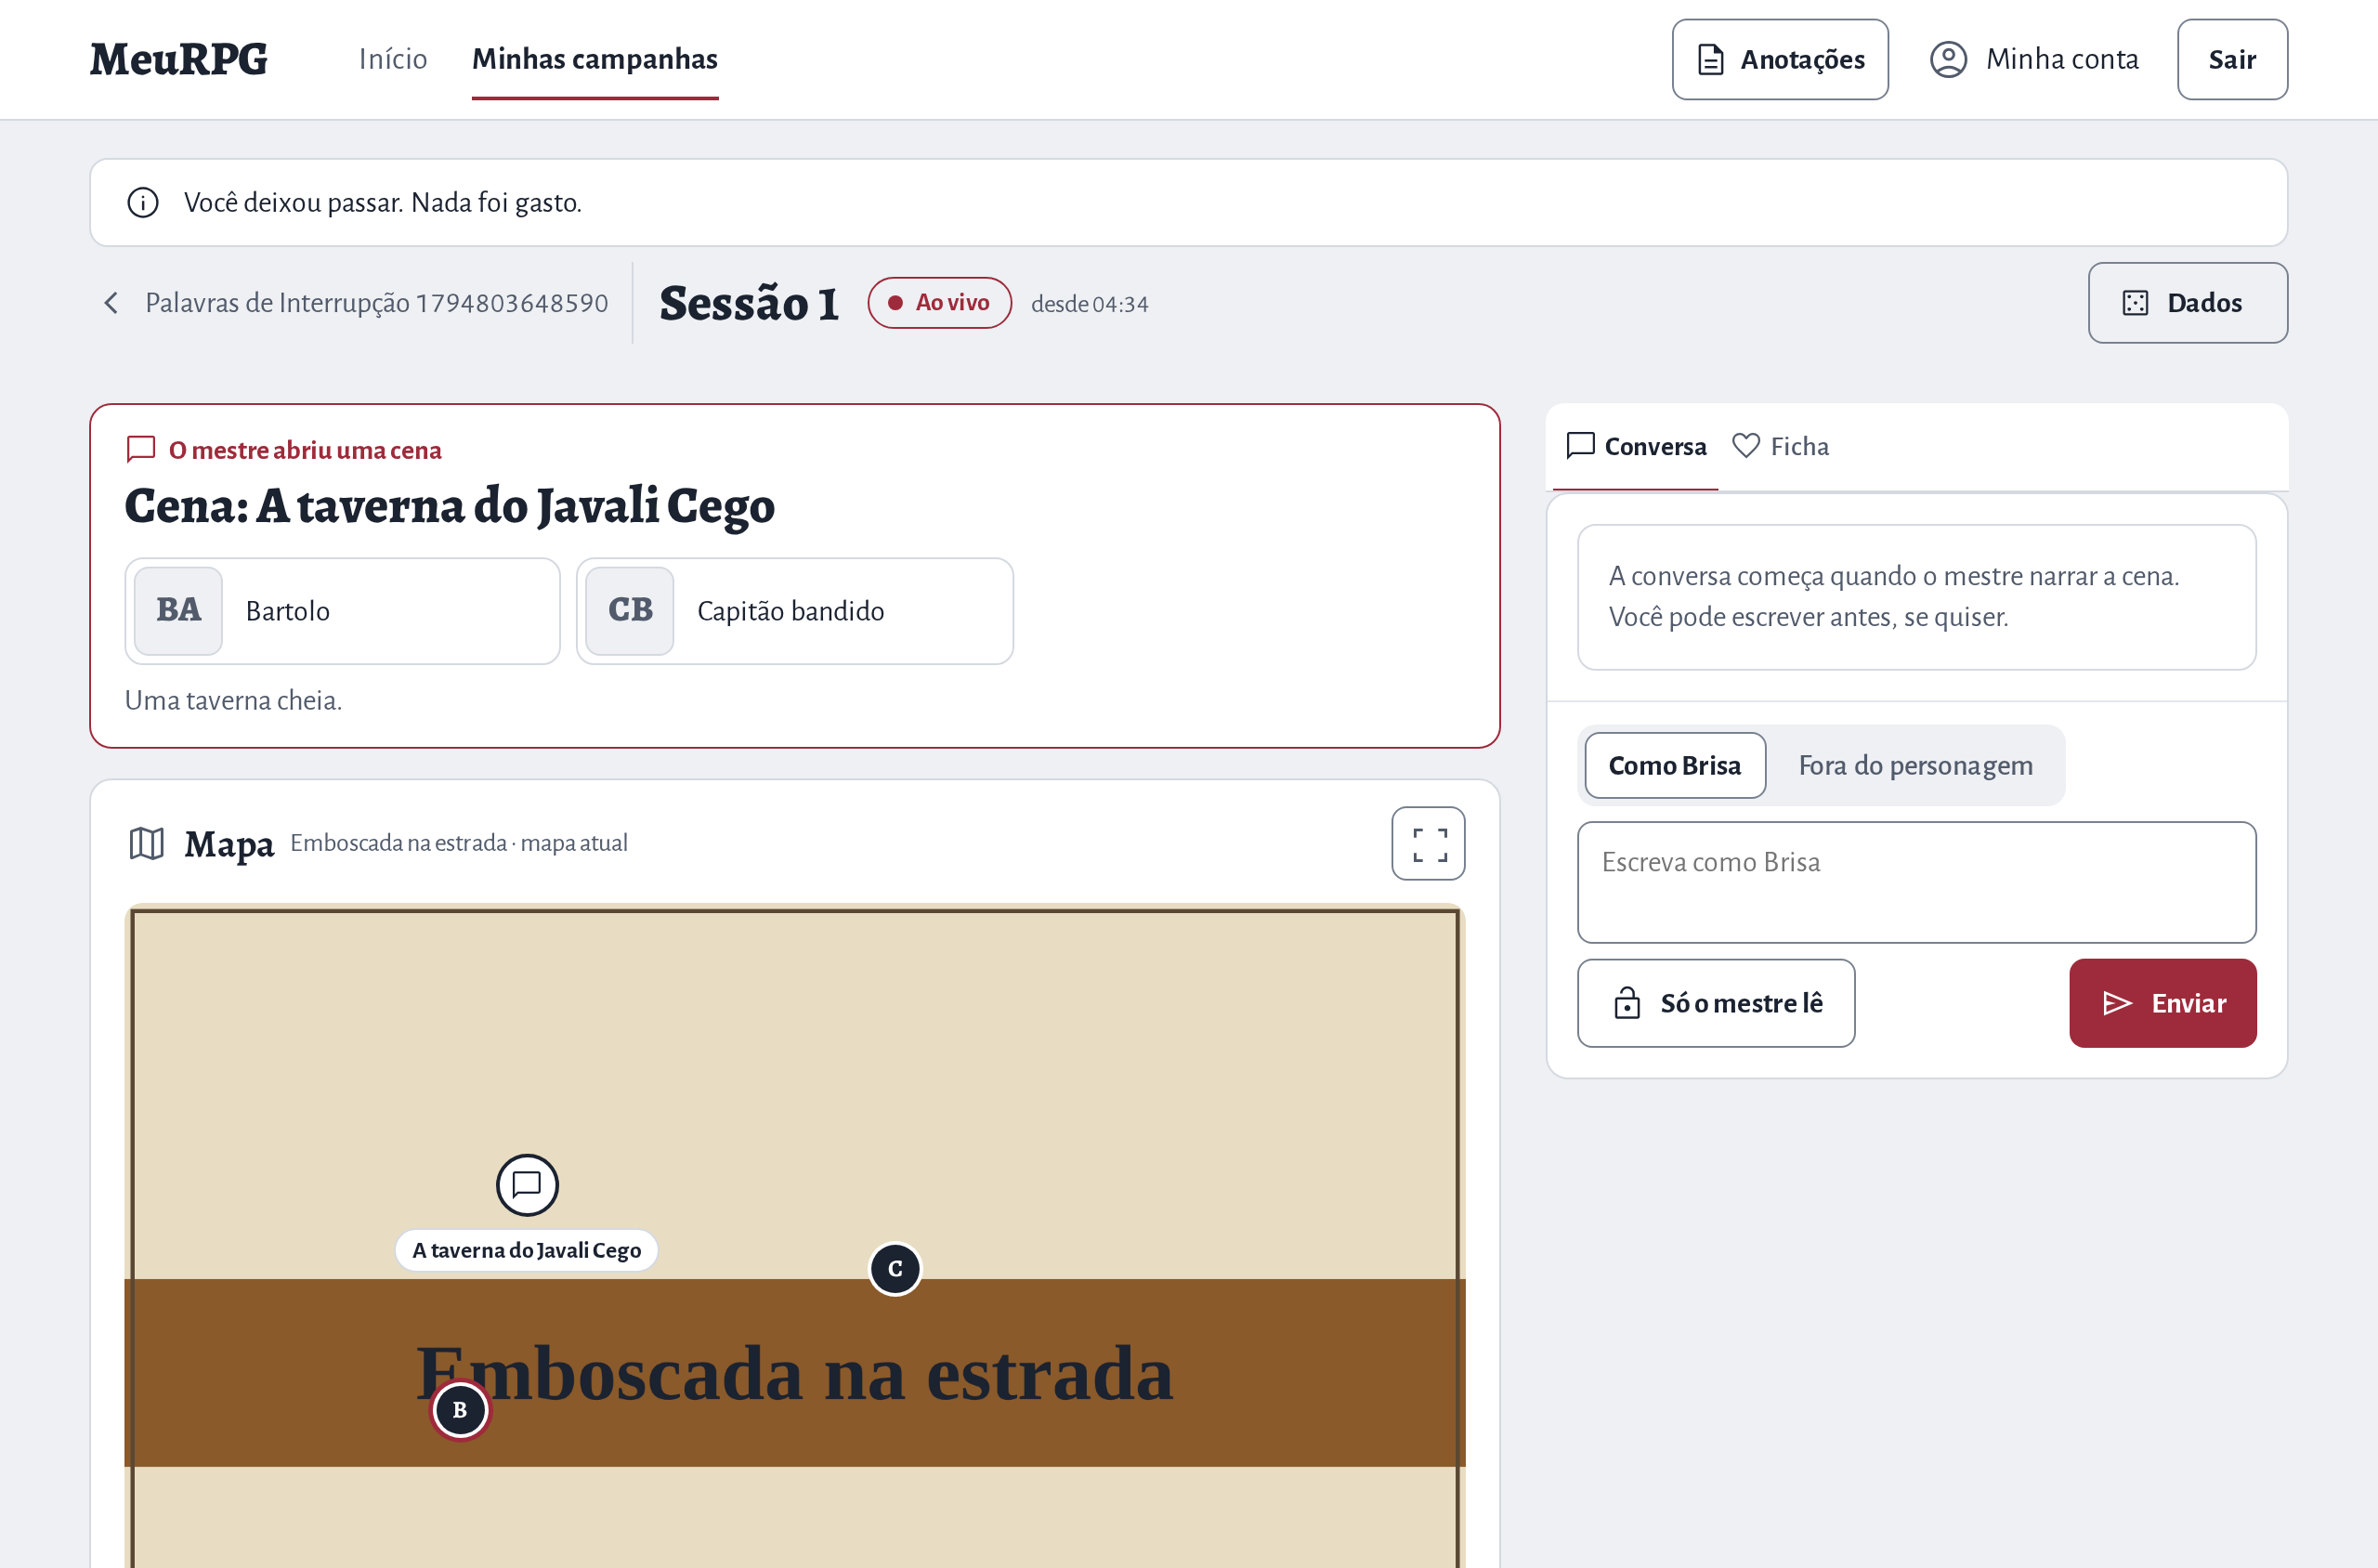 MeuRPG
Início
Minhas campanhas
Anotações
Minha conta
Sair
Você deixou passar. Nada foi gasto.
Palavras de Interrupção 1794803648590
Sessão 1
Ao vivo
desde 04:34
Dados
O mestre abriu uma cena
Cena: A taverna do Javali Cego
BA
Bartolo
CB
Capitão bandido
Uma taverna cheia.
Mapa
Emboscada na estrada · mapa atual
A taverna do Javali Cego
C
Emboscada na estrada
B
Conversa
Ficha
A conversa começa quando o mestre narrar a cena.
Você pode escrever antes, se quiser.
Como Brisa
Fora do personagem
Escreva como Brisa
Só o mestre lê
Enviar